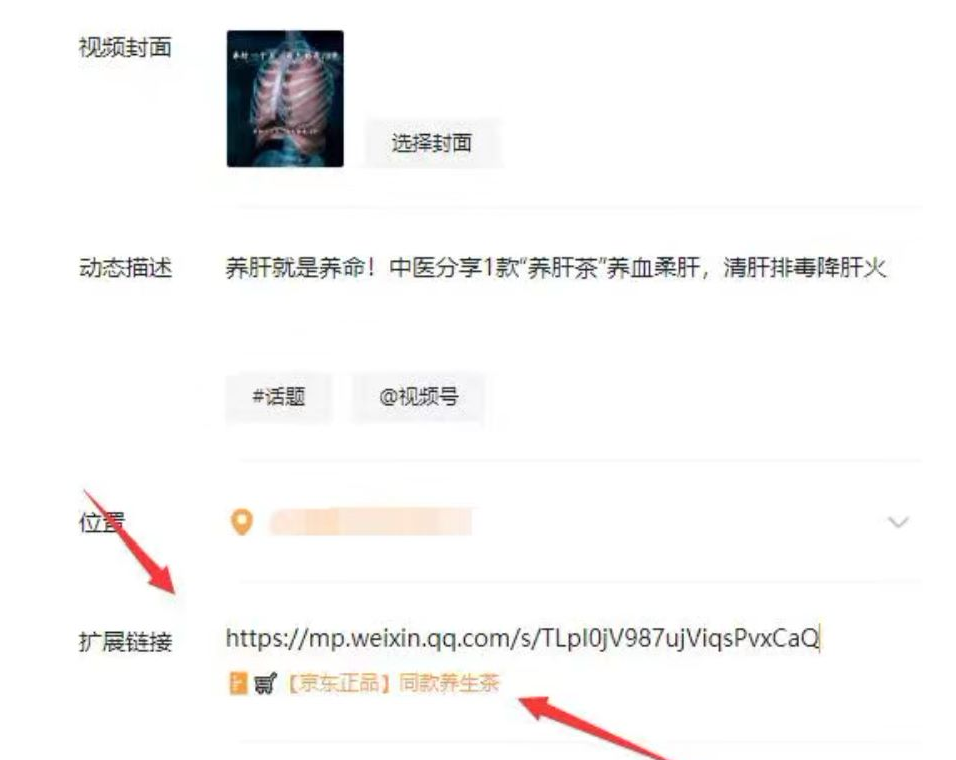 视频封面
选择封面
动态描述
养肝就是养命！中医分享1款“养肝茶”养血柔肝，清肝排毒降肝火
#话题
@视频号
位置
扩展链接
https://mp.weixin.qq.com/s/TLpI0jV987ujViqsPvxCaQ
【京东正品】同款养生茶